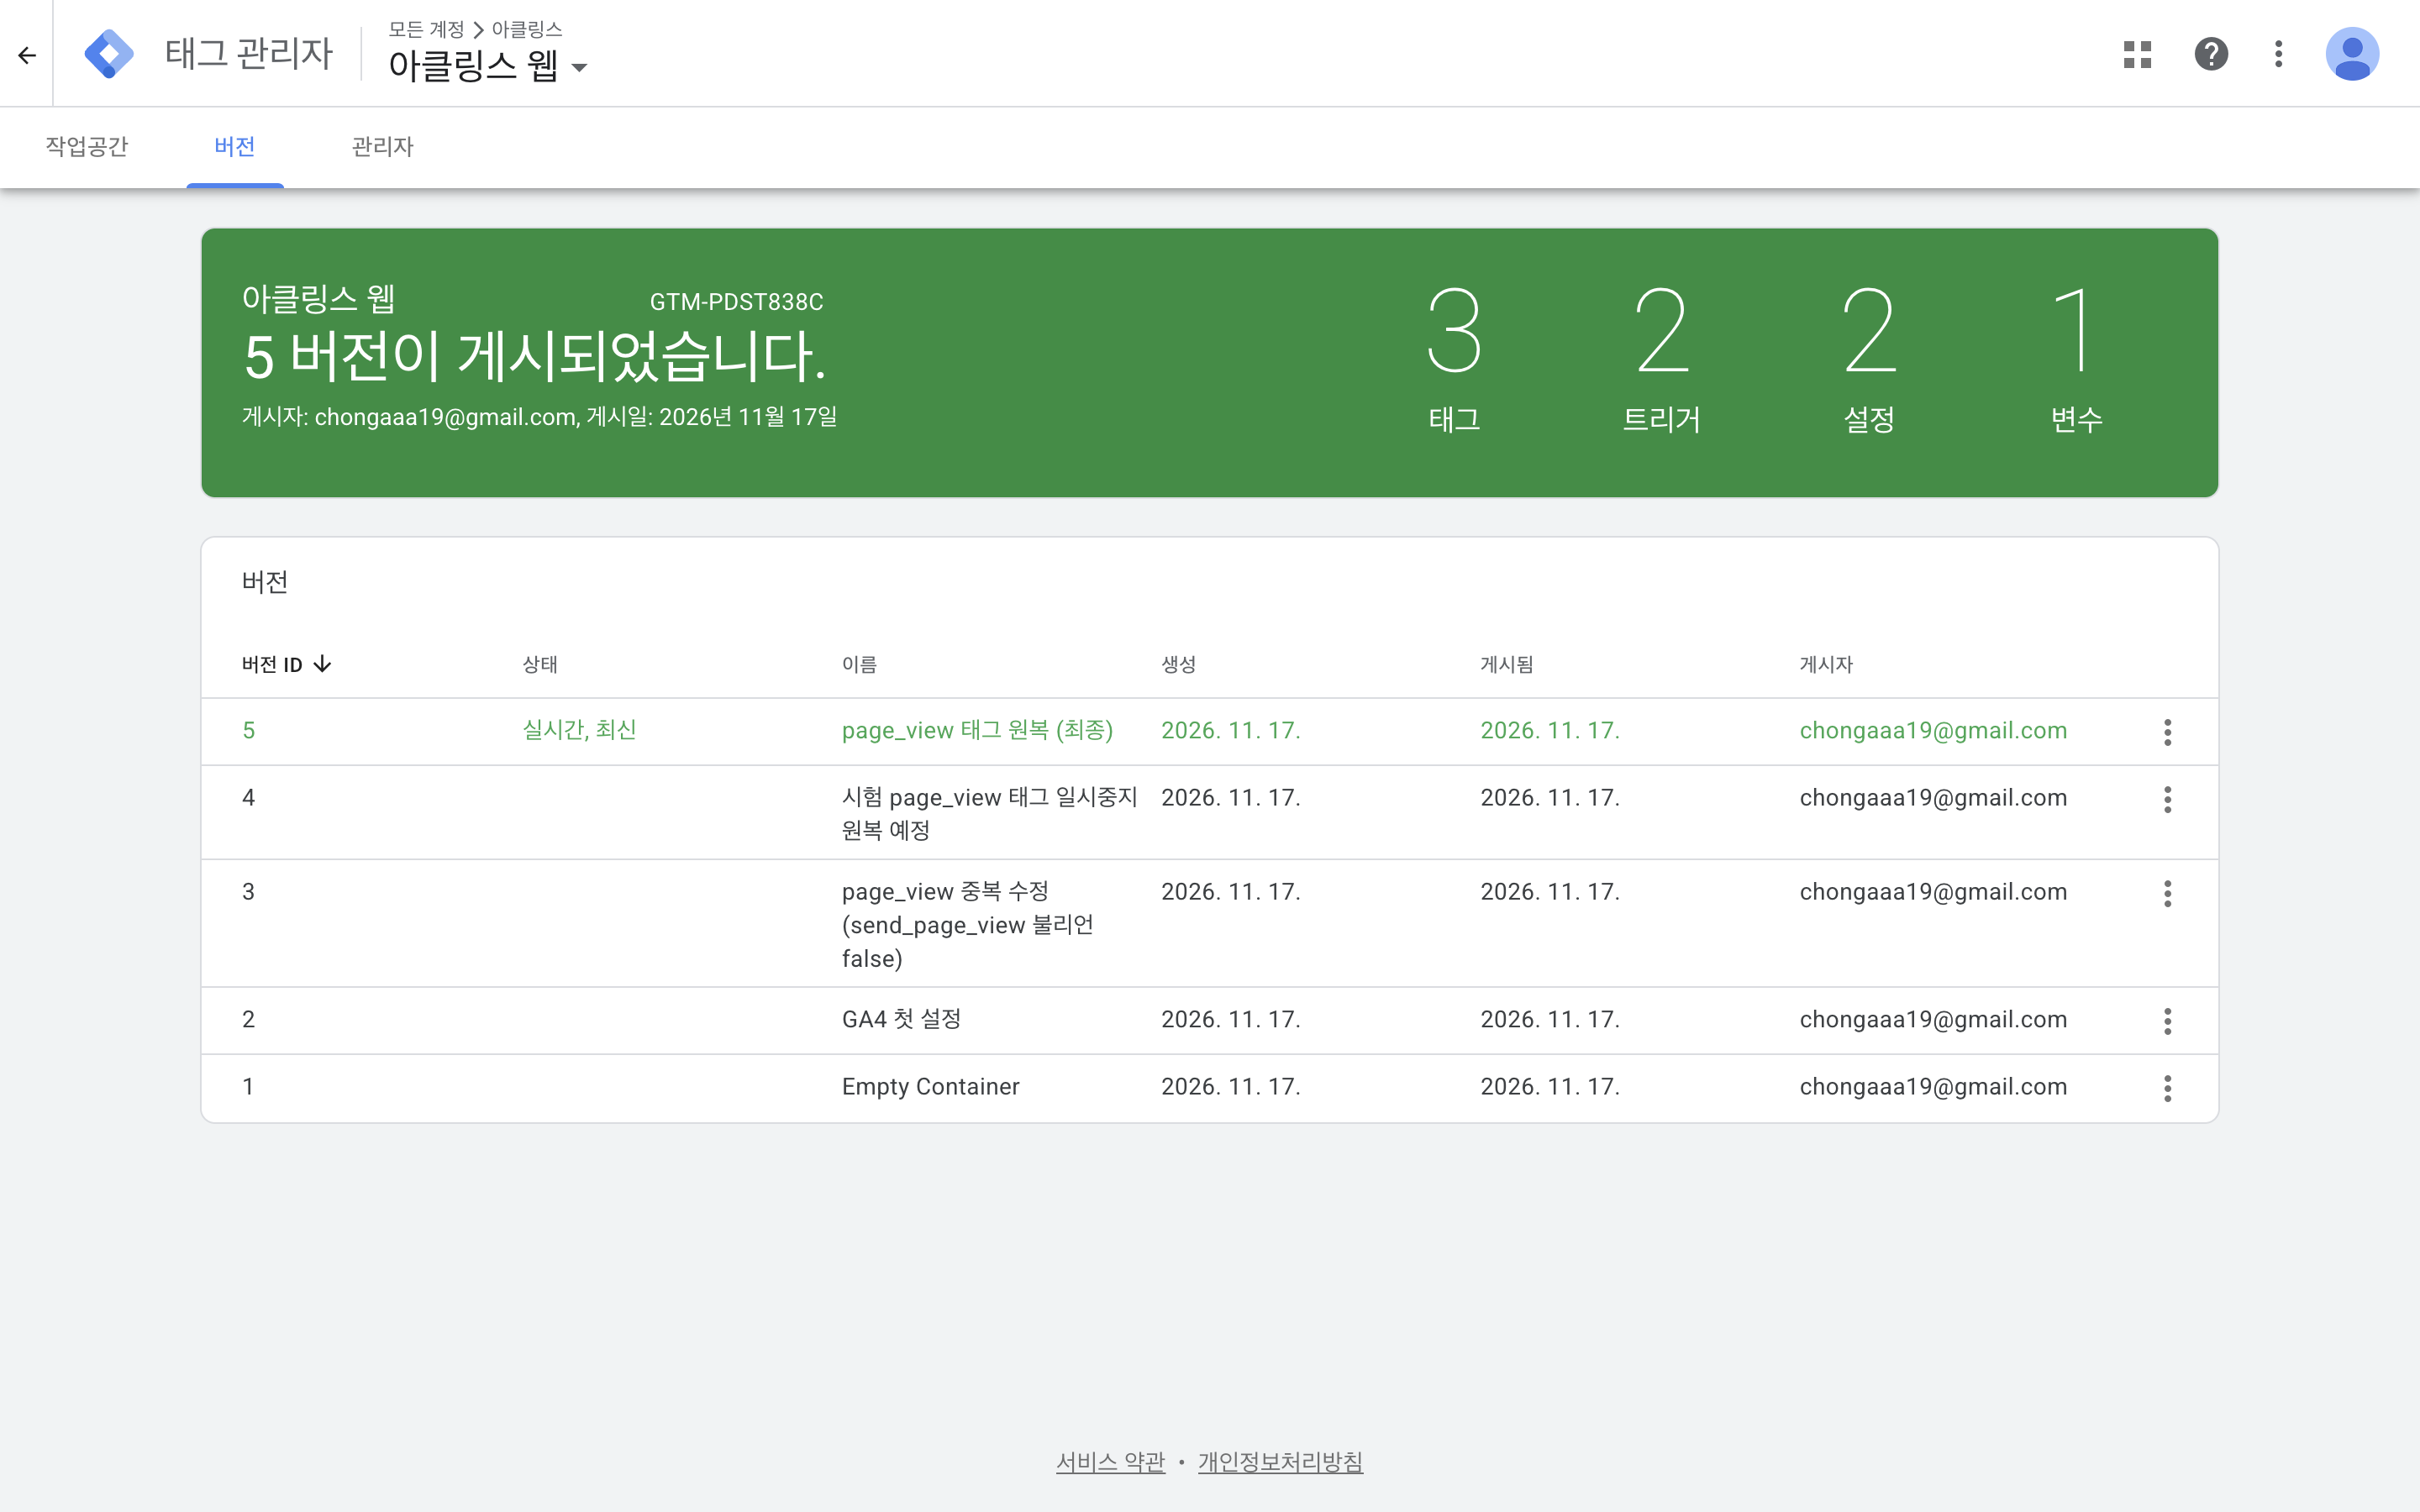 태그 관리자
모든 계정 > 아클링스
아클링스 웹
작업공간 버전 관리자
아클링스 웹 GTM-PDST838C
5 버전이 게시되었습니다.
게시자: chongaaa19@gmail.com, 게시일: 2026년 11월 17일
3 2 2 1
태그 트리거 설정 변수
버전
버전 ID 상태 이름 생성 게시됨 게시자
5 실시간, 최신 page_view 태그 원복 (최종) 2026. 11. 17. 2026. 11. 17. chongaaa19@gmail.com
4 시험 page_view 태그 일시중지 2026. 11. 17. 2026. 11. 17. chongaaa19@gmail.com
원복 예정
3 page_view 중복 수정 2026. 11. 17. 2026. 11. 17. chongaaa19@gmail.com
(send_page_view 불리언
false)
2 GA4 첫 설정 2026. 11. 17. 2026. 11. 17. chongaaa19@gmail.com
1 Empty Container 2026. 11. 17. 2026. 11. 17. chongaaa19@gmail.com
서비스 약관 • 개인정보처리방침